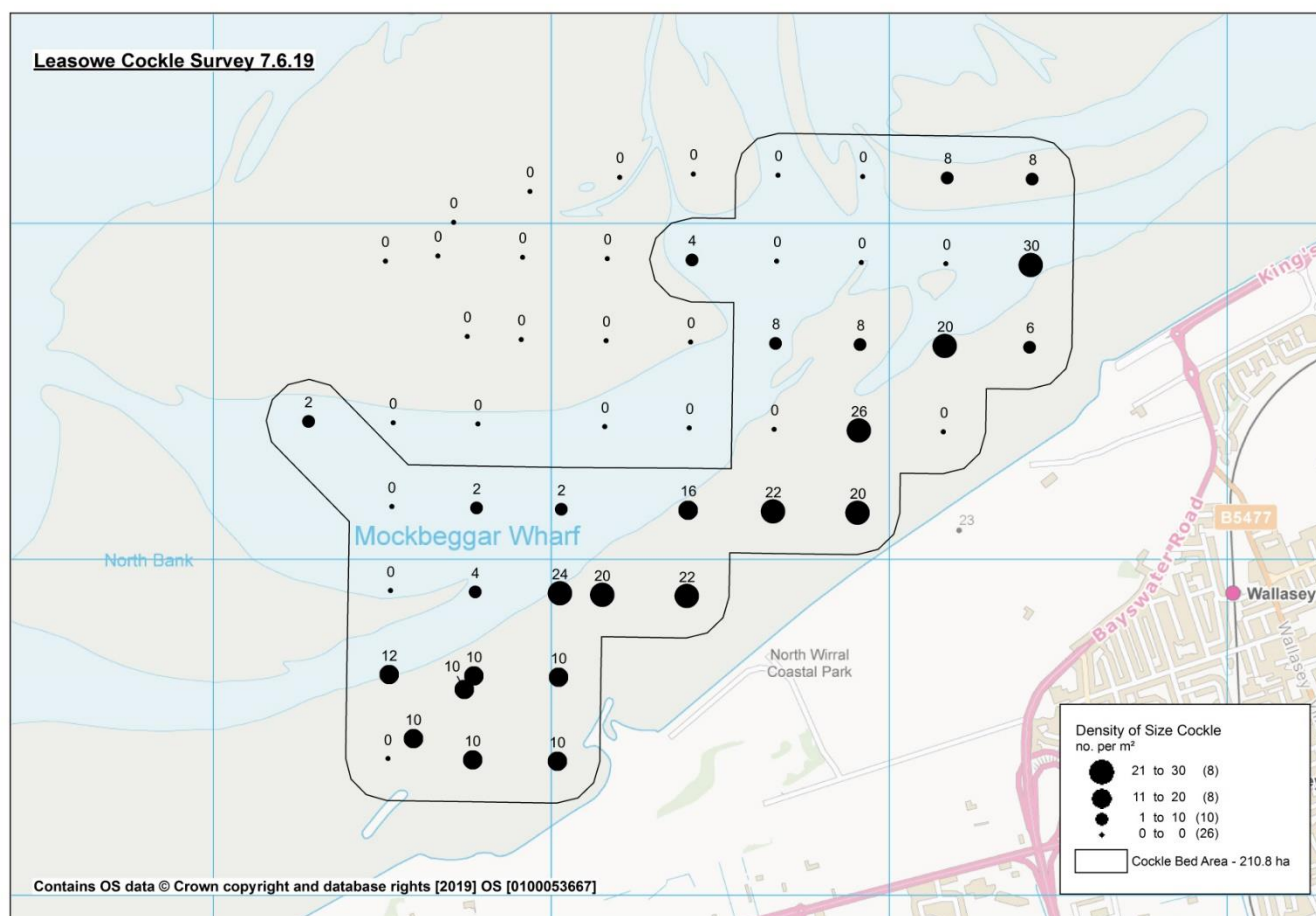 Leasowe Cockle Survey 7.6.19
0 0 0 0 8 8
0
0
0 0 0 0 4 0 0 0 30
0 0 0 0 8 8 20 6
King's
2 0 0 0 0 0 26 0
0 2 2 16 22 20
23
B5477
Mockbeggar Wharf
North Bank
Bayswater Road
0 4 24 20 22
Wallasey
Wallasey
North Wirral
Coastal Park
12 10 10 10
10
0 10 10
Density of Size Cockle
no. per m²
21 to 30 (8)
11 to 20 (8)
1 to 10 (10)
0 to 0 (26)
Cockle Bed Area - 210.8 ha
Contains OS data © Crown copyright and database rights [2019] OS [0100053667]